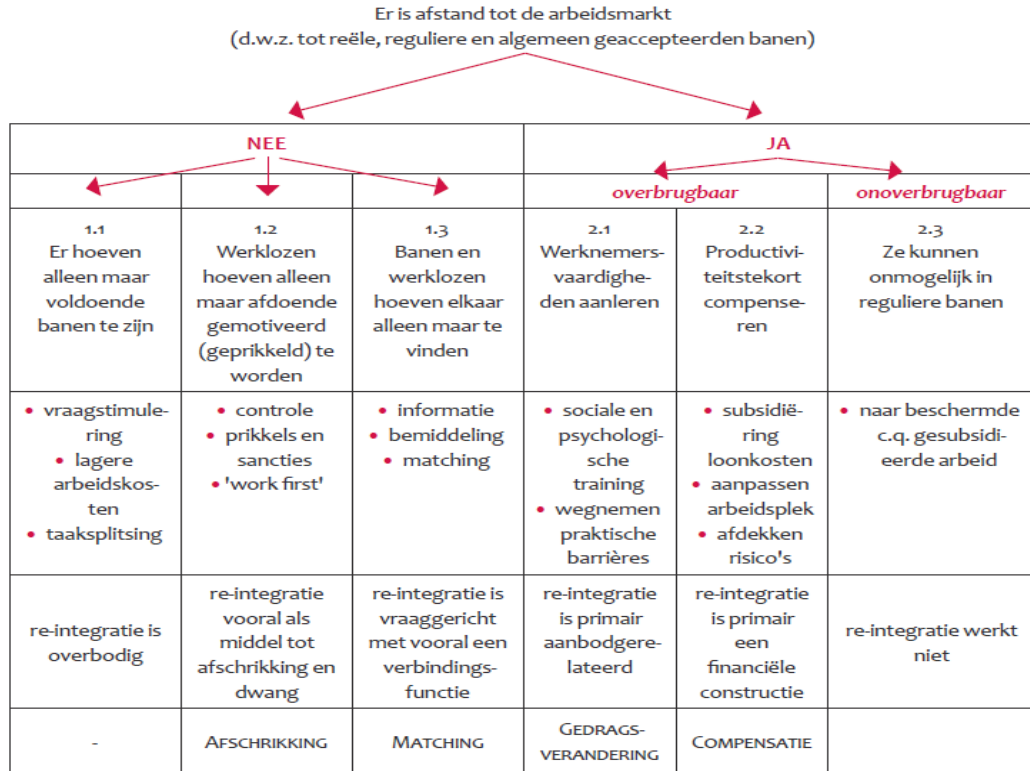 Er is afstand tot de arbeidsmarkt
(d.w.z. tot reële, reguliere en algemeen geaccepteerden banen)
NEE
JA
overbrugbaar
onoverbrugbaar
1.1
Er hoeven
alleen maar
voldoende
banen te zijn
1.2
Werklozen
hoeven alleen
maar afdoende
gemotiveerd
(geprikkeld) te
worden
1.3
Banen en
werklozen
hoeven elkaar
alleen maar te
vinden
2.1
Werknemers-
vaardighe-
den aanleren
2.2
Productivi-
teitstekort
compense-
ren
2.3
Ze kunnen
onmogelijk in
reguliere banen
• vraagstimule-
ring
• lagere
arbeidskos-
ten
• taaksplitsing
• controle
• prikkels en
sancties
• 'work first'
• informatie
• bemiddeling
• matching
• sociale en
psychologi-
sche
training
• wegnemen
praktische
barrières
• subsidië-
ring
loonkosten
• aanpassen
arbeidsplek
• afdekken
risico's
• naar beschermde
c.q. gesubsidi-
eerde arbeid
re-integratie is
overbodig
re-integratie
vooral als
middel tot
afschrikking en
dwang
re-integratie is
vraaggericht
met vooral een
verbindings-
functie
re-integratie
is primair
aanbodgere-
lateerd
re-integratie
is primair
een
financiële
constructie
re-integratie werkt
niet
-
AFSCHRIKKING
MATCHING
GEDRAGS-
VERANDERING
COMPENSATIE